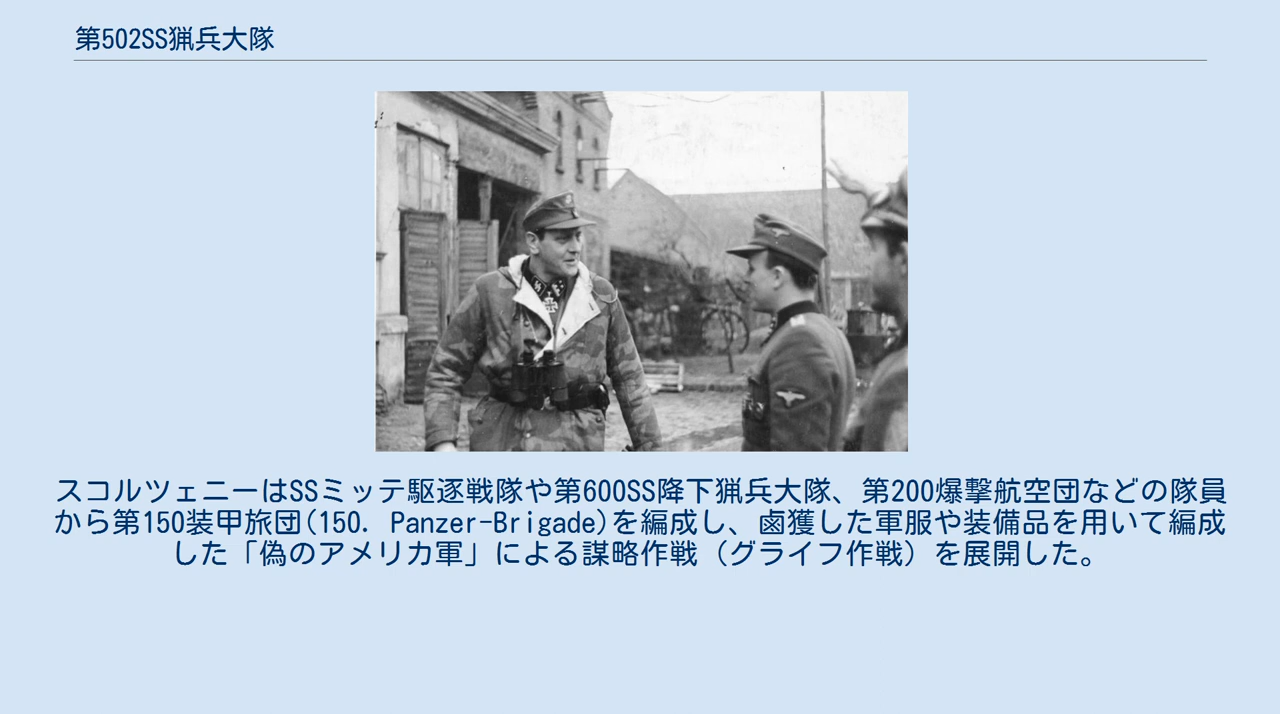 第502SS猟兵大隊
スコルツェニーはSSミッテ駆逐戦隊や第600SS降下猟兵大隊、第200爆撃航空団などの隊員
から第150装甲旅団(150. Panzer-Brigade)を編成し、鹵獲した軍服や装備品を用いて編成
した「偽のアメリカ軍」による謀略作戦（グライフ作戦）を展開した。